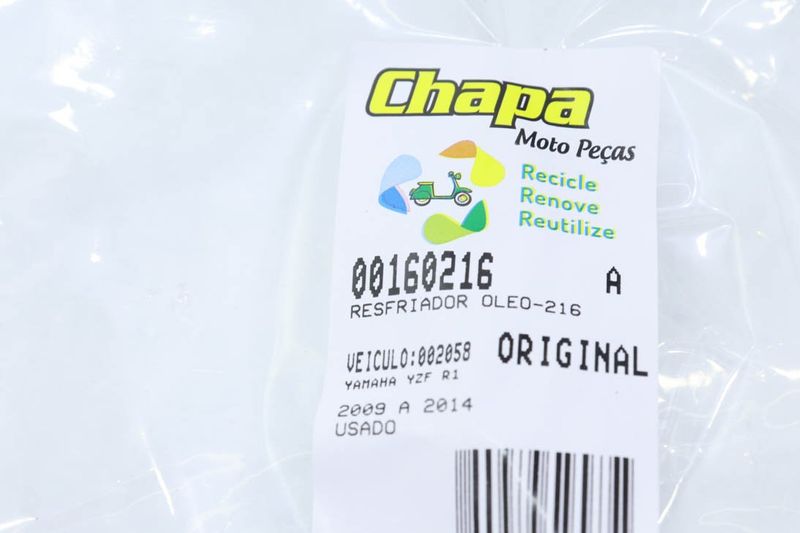 Chapa
Moto Peças
Recicle
Renove
Reutilize
00160216 A
RESFRIADOR OLEO-216
VEICULO:002058 ORIGINAL
YAMAHA YZF R1
2009 A 2014
USADO